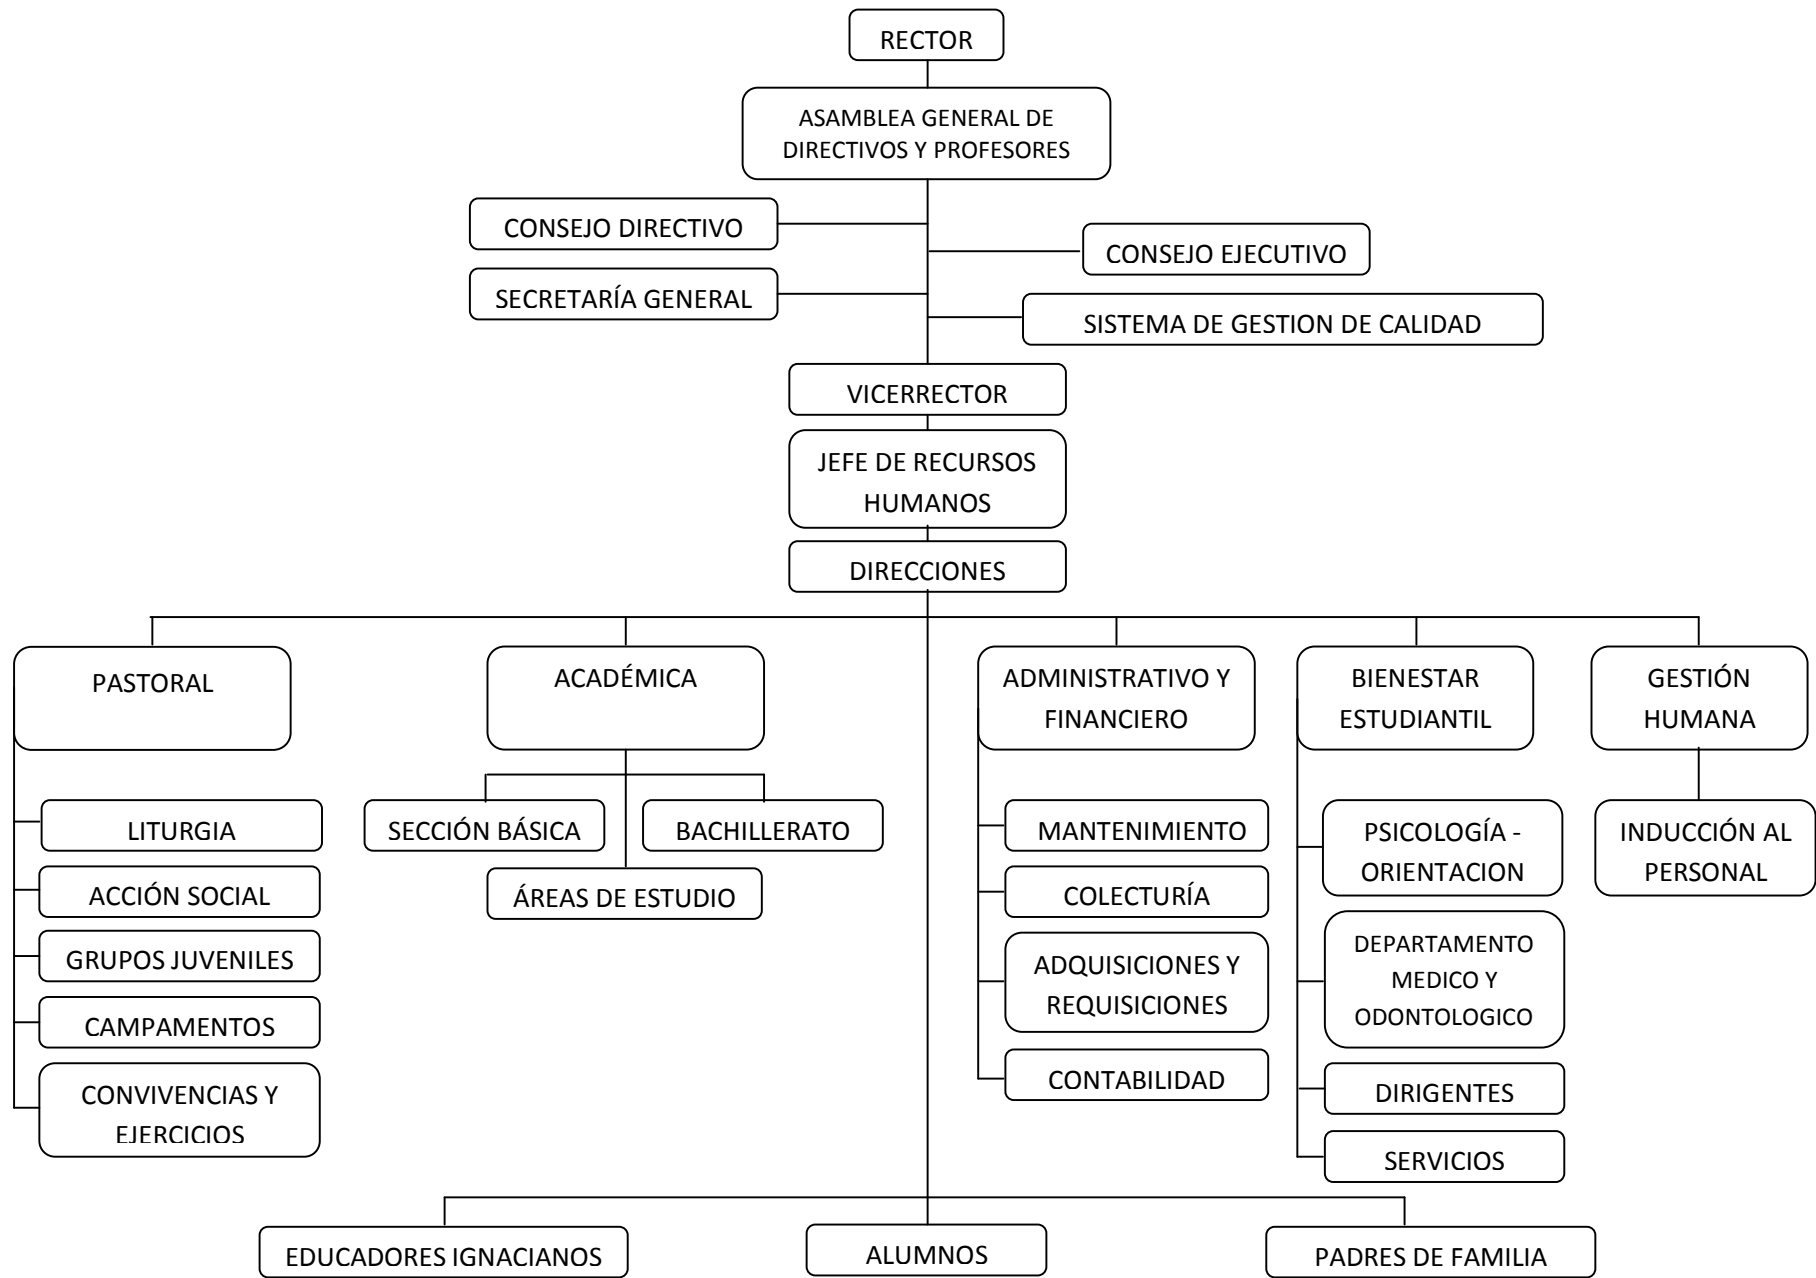 RECTOR
ASAMBLEA GENERAL DE
DIRECTIVOS Y PROFESORES
CONSEJO DIRECTIVO
CONSEJO EJECUTIVO
SECRETARÍA GENERAL
SISTEMA DE GESTION DE CALIDAD
VICERRECTOR
JEFE DE RECURSOS
HUMANOS
DIRECCIONES
PASTORAL
LITURGIA
ACCIÓN SOCIAL
GRUPOS JUVENILES
CAMPAMENTOS
CONVIVENCIAS Y
EJERCICIOS
ACADÉMICA
SECCIÓN BÁSICA
BACHILLERATO
ÁREAS DE ESTUDIO
ADMINISTRATIVO Y
FINANCIERO
MANTENIMIENTO
COLECTURÍA
ADQUISICIONES Y
REQUISICIONES
CONTABILIDAD
BIENESTAR
ESTUDIANTIL
PSICOLOGÍA -
ORIENTACION
DEPARTAMENTO
MEDICO Y
ODONTOLOGICO
DIRIGENTES
SERVICIOS
GESTIÓN
HUMANA
INDUCCIÓN AL
PERSONAL
EDUCADORES IGNACIANOS
ALUMNOS
PADRES DE FAMILIA